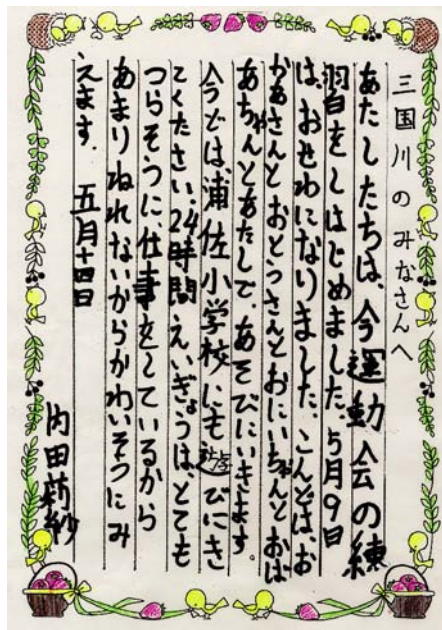 三国川のみなさんへ
あたしたちは、今運動会の練
習をしはじめました。5月9日
は、おせわになりました。こんどは、お
かあさんとおとうさんとおにいちゃんとおば
あちゃんとあたしで、あそびにいきます。
今どは、浦佐小学校にも遊びにき
てください。24時間えいぎょうは、とても
つらそうに、仕事をしているから
あまりねれないからかわいそうにみ
えます. 五月十四日
内田莉紗